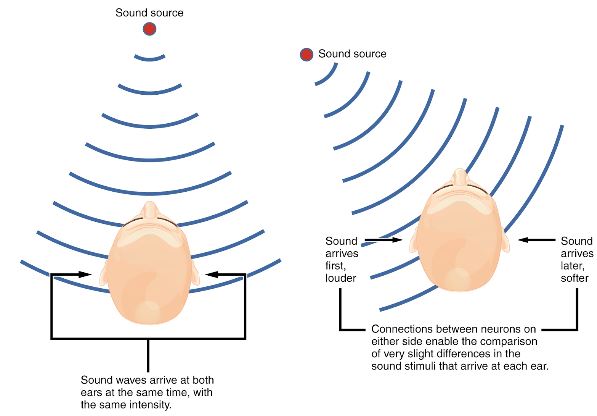 Sound source
Sound source
Sound
arrives
first,
louder
Sound
arrives
later,
softer
Connections between neurons on
either side enable the comparison
of very slight differences in the
sound stimuli that arrive at each ear.
Sound waves arrive at both
ears at the same time, with
the same intensity.